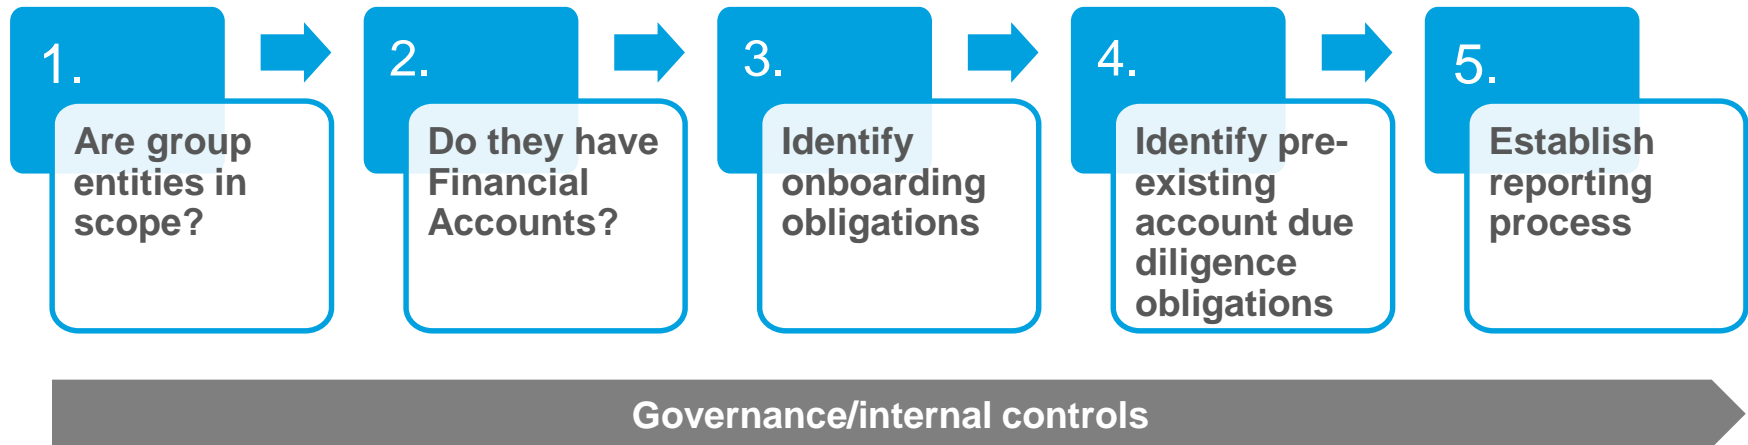 1.
Are group
entities in
scope?
2.
Do they have
Financial
Accounts?
3.
Identify
onboarding
obligations
4.
Identify pre-
existing
account due
diligence
obligations
5.
Establish
reporting
process
Governance/internal controls